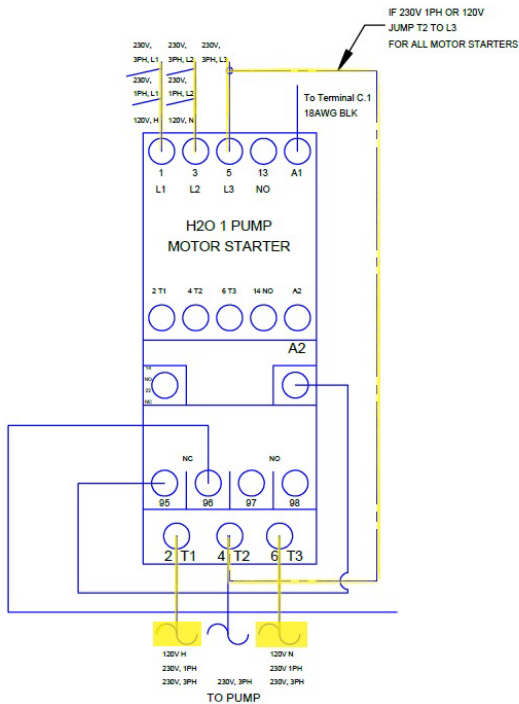 IF 230V 1PH OR 120V
JUMP T2 TO L3
FOR ALL MOTOR STARTERS
230V, 230V, 230V,
3PH, L1 3PH, L2 3PH, L3
230V, 230V,
1PH, L1 1PH, L2
120V, H 120V, N
To Terminal C.1
18AWG BLK
1 3 5 13 A1
L1 L2 L3 NO
H2O 1 PUMP
MOTOR STARTER
2 T1 4 T2 6 T3 14 NO A2
A2
14
NO
22
NO
NC NO
95 96 97 98
2 T1 4 T2 6 T3
120V H 120V N
230V, 1PH 230V 1PH
230V, 3PH 230V, 3PH 230V, 3PH
TO PUMP